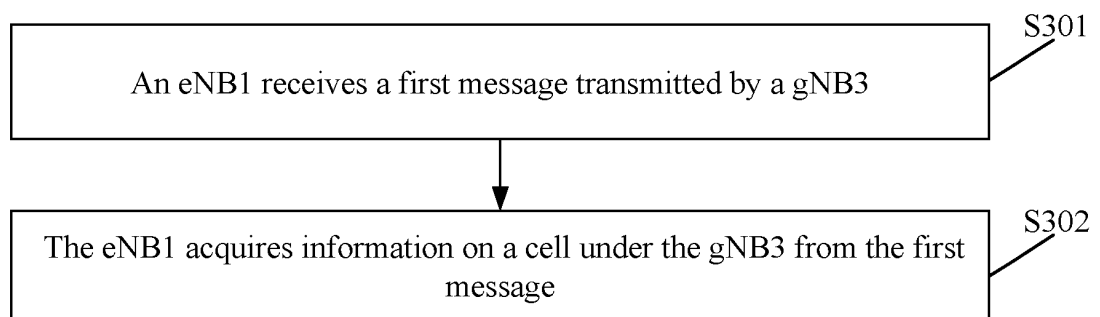 S301
An eNB1 receives a first message transmitted by a gNB3
S302
The eNB1 acquires information on a cell under the gNB3 from the first
message